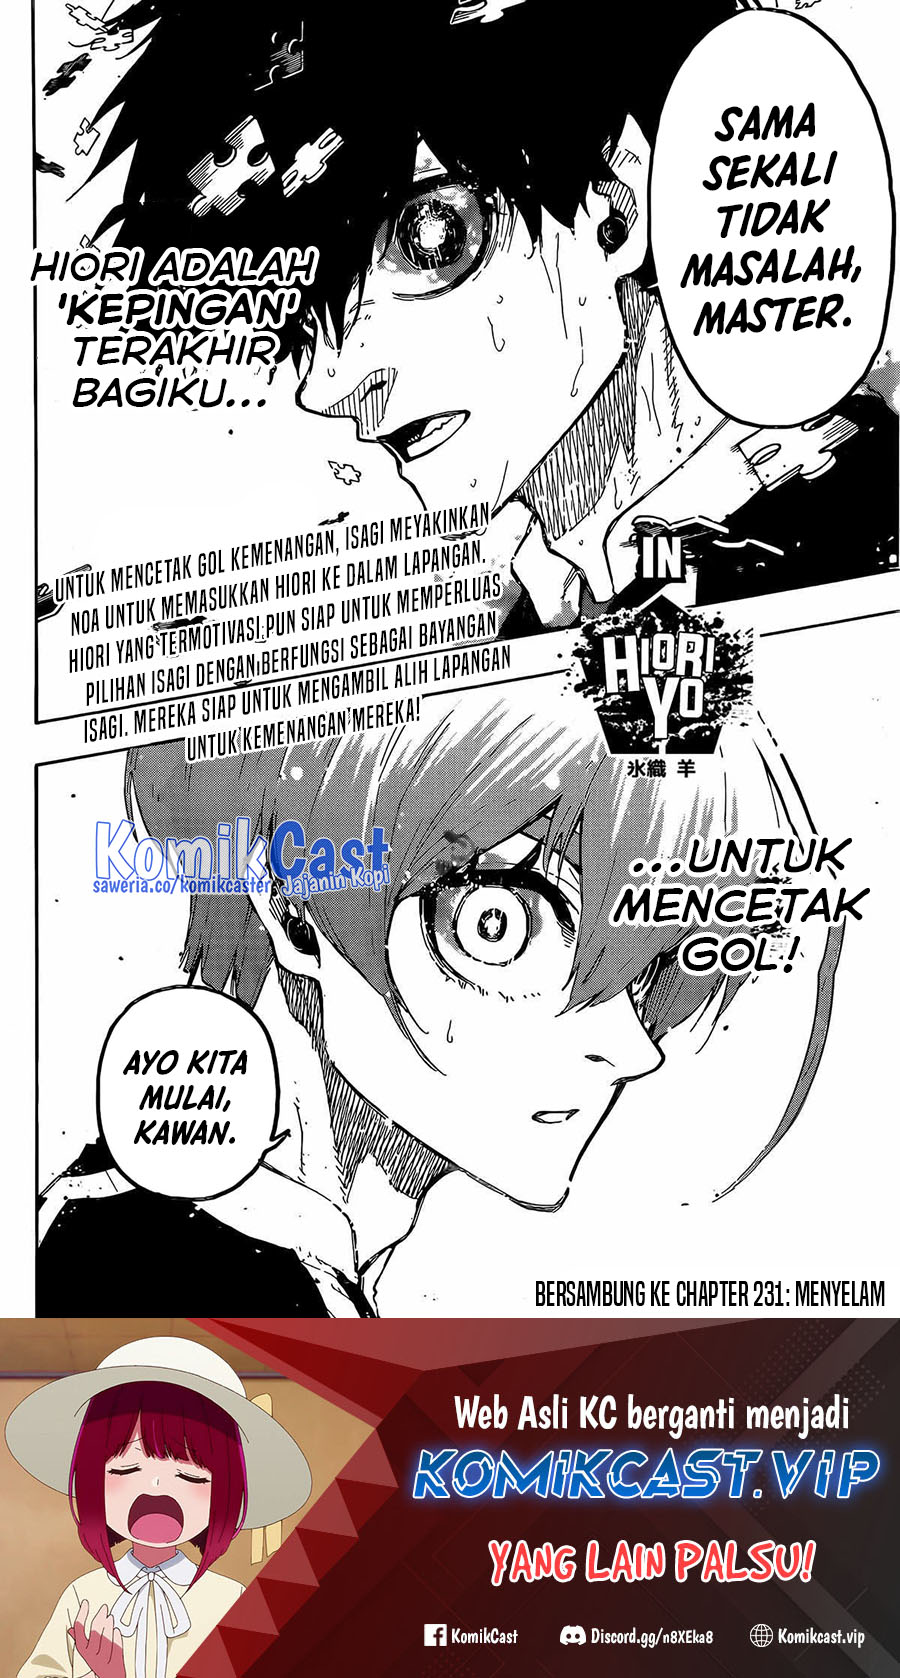 SAMA
SEKALI
TIDAK
MASALAH,
MASTER.
HIORI ADALAH
'KEPINGAN'
TERAKHIR
BAGIKU...
UNTUK MENCETAK GOL KEMENANGAN, ISAGI MEYAKINKAN
NOA UNTUK MEMASUKKAN HIORI KE DALAM LAPANGAN.
HIORI YANG TERMOTIVASI PUN SIAP UNTUK MEMPERLUAS
PILIHAN ISAGI DENGAN BERFUNGSI SEBAGAI BAYANGAN
ISAGI. MEREKA SIAP UNTUK MENGAMBIL ALIH LAPANGAN
UNTUK KEMENANGAN MEREKA!
IN
HIORI
YO
氷織 羊
KomikCast
saweria.co/komikcaster Jajanin Kopi
...UNTUK
MENCETAK
GOL!
AYO KITA
MULAI,
KAWAN.
BERSAMBUNG KE CHAPTER 231: MENYELAM
Web Asli KC berganti menjadi
KOMIKCAST.VIP
YANG LAIN PALSU!
KomikCast
Discord.gg/n8XEka8
Komikcast.vip